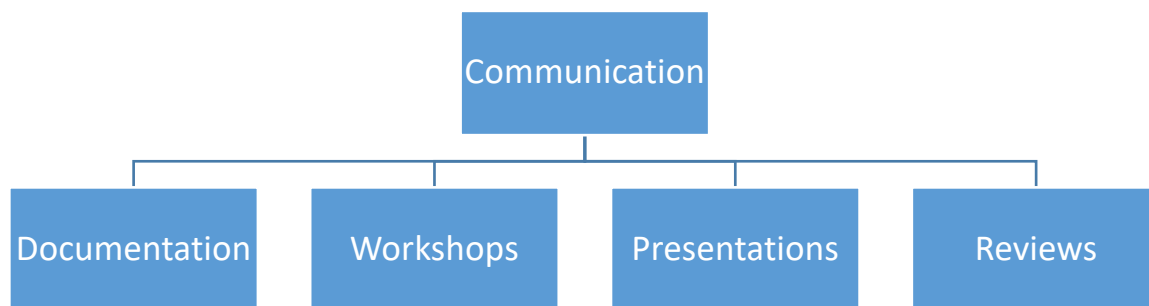 Communication
Documentation
Workshops
Presentations
Reviews